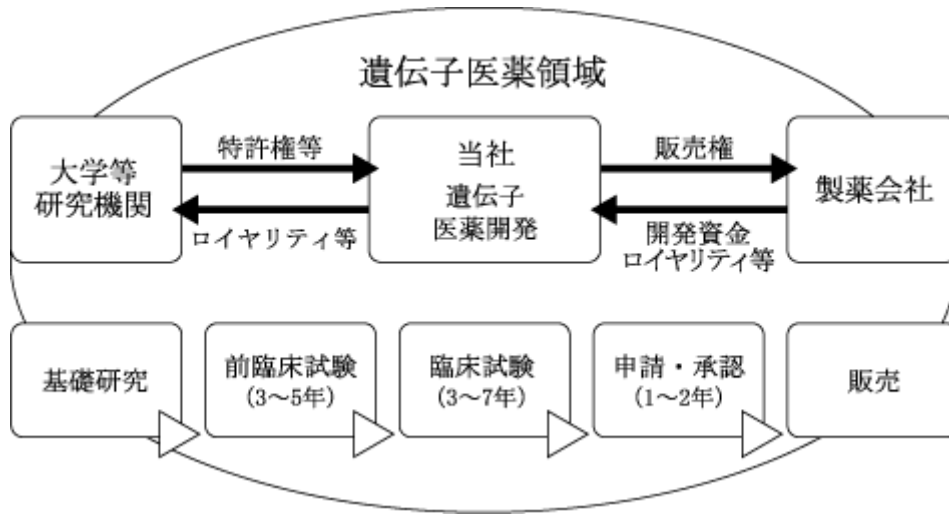 遺伝子医薬領域
大学等
研究機関
特許権等
ロイヤリティ等
当社
遺伝子
医薬開発
販売権
開発資金
ロイヤリティ等
製薬会社
基礎研究
前臨床試験
(3～5年)
臨床試験
(3～7年)
申請・承認
(1～2年)
販売